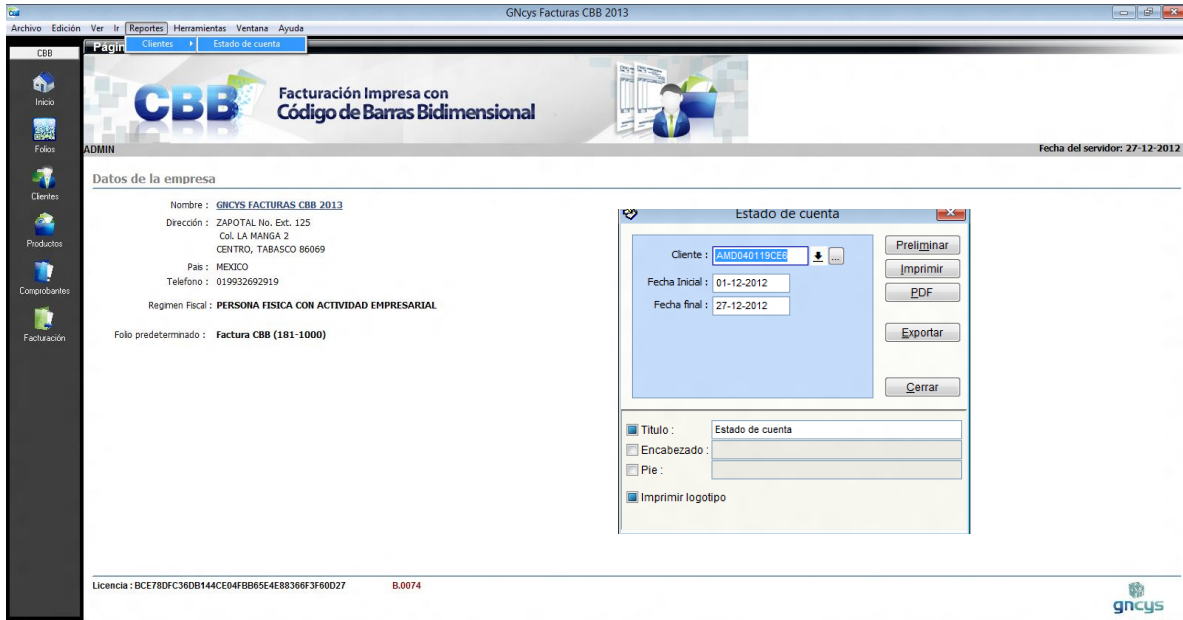 GNcys Facturas CBB 2013
Archivo Edición Ver Ir Reportes Herramientas Ventana Ayuda
Clientes Estado de cuenta
CBB
Inicio
Folios
Clientes
Productos
Comprobantes
Facturación
CBB
Facturación Impresa con
Código de Barras Bidimensional
ADMIN Fecha del servidor: 27-12-2012
Datos de la empresa
Nombre : GNCYS FACTURAS CBB 2013
Dirección : ZAPOTAL No. Ext. 125
Col. LA MANGA 2
CENTRO, TABASCO 86069
Pais : MEXICO
Telefono : 019932692919
Regimen Fiscal : PERSONA FISICA CON ACTIVIDAD EMPRESARIAL
Folio predeterminado : Factura CBB (181-1000)
Estado de cuenta
Cliente : AMD040119CE6 ...
Fecha Inicial : 01-12-2012
Fecha final : 27-12-2012
Preliminar
Imprimir
PDF
Exportar
Cerrar
Titulo : Estado de cuenta
Encabezado :
Pie :
Imprimir logotipo
Licencia : BCE78DFC36DB144CE04FBB65E4E88366F3F60D27 B.0074
gncys